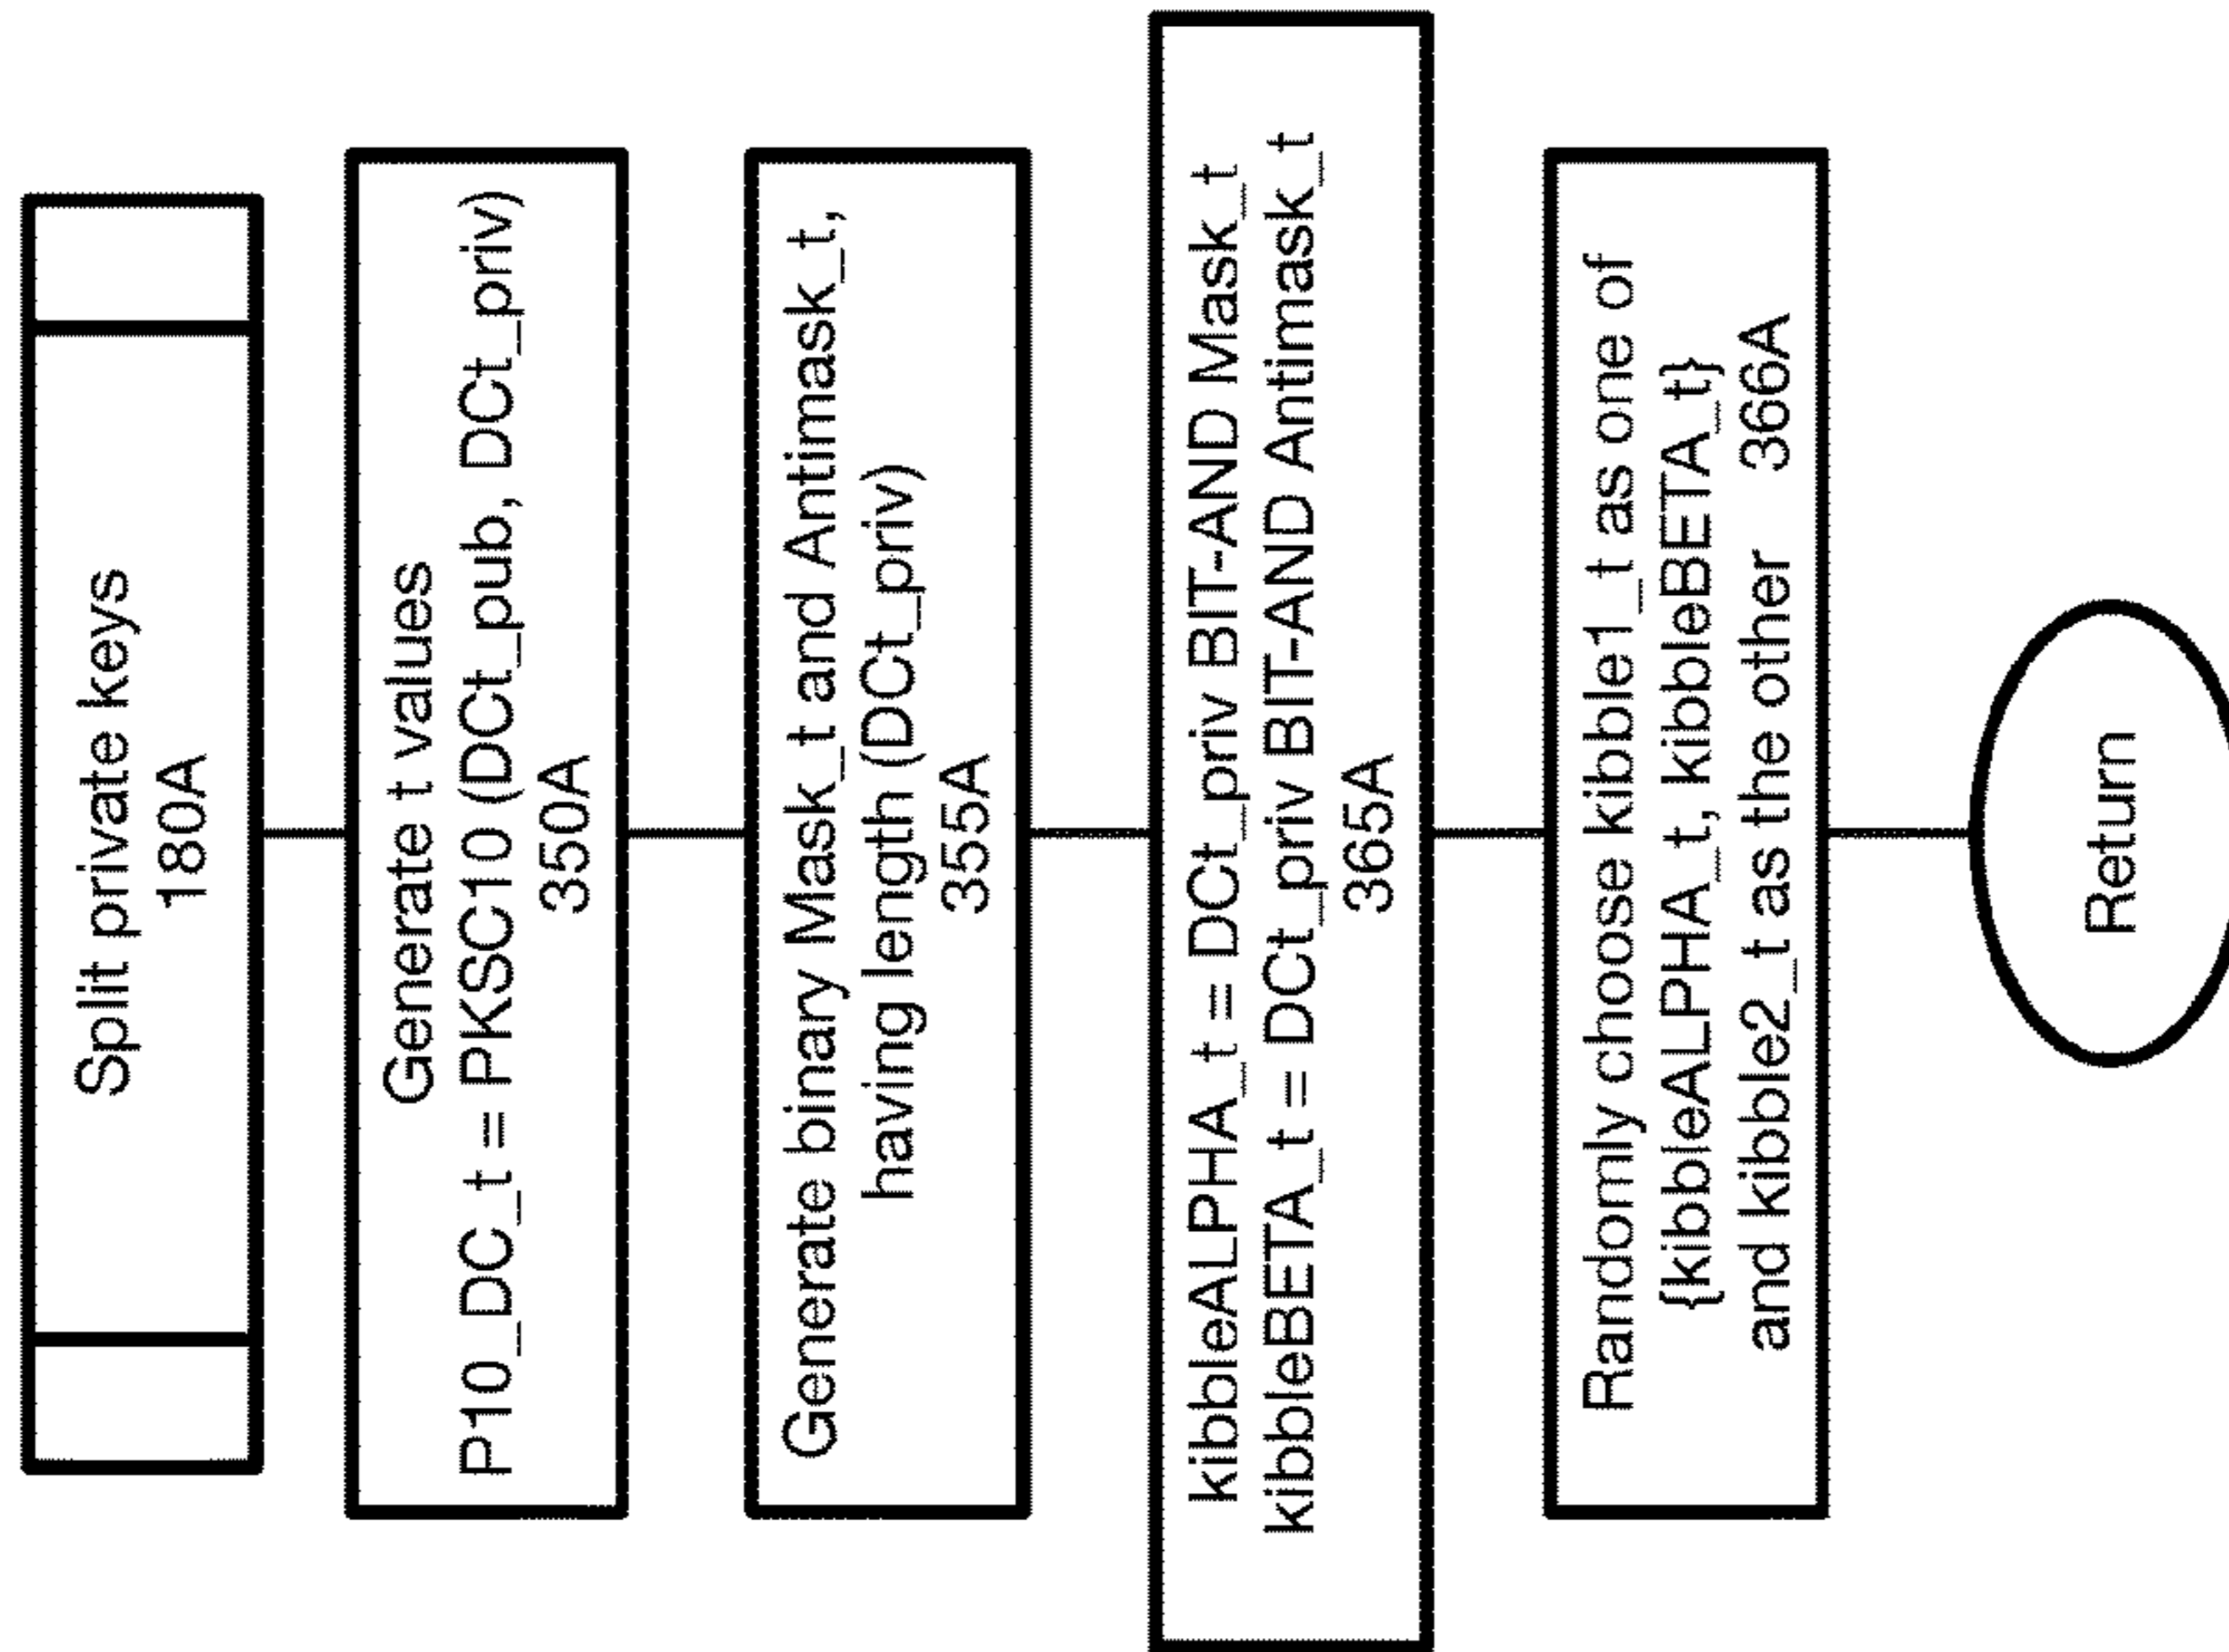 Split private keys
180A
Generate t values
P10_DC_t = PKSC10 (DCt_pub, DCt_priv)
350A
Generate binary Mask_t and Antimask_t,
having length (DCt_priv)
355A
kibbleALPHA_t = DCt_priv BIT-AND Mask_t
kibbleBETA_t = DCt_priv BIT-AND Antimask_t
365A
Randomly choose kibble1_t as one of
{kibbleALPHA_t, kibbleBETA_t}
and kibble2_t as the other 366A
Return